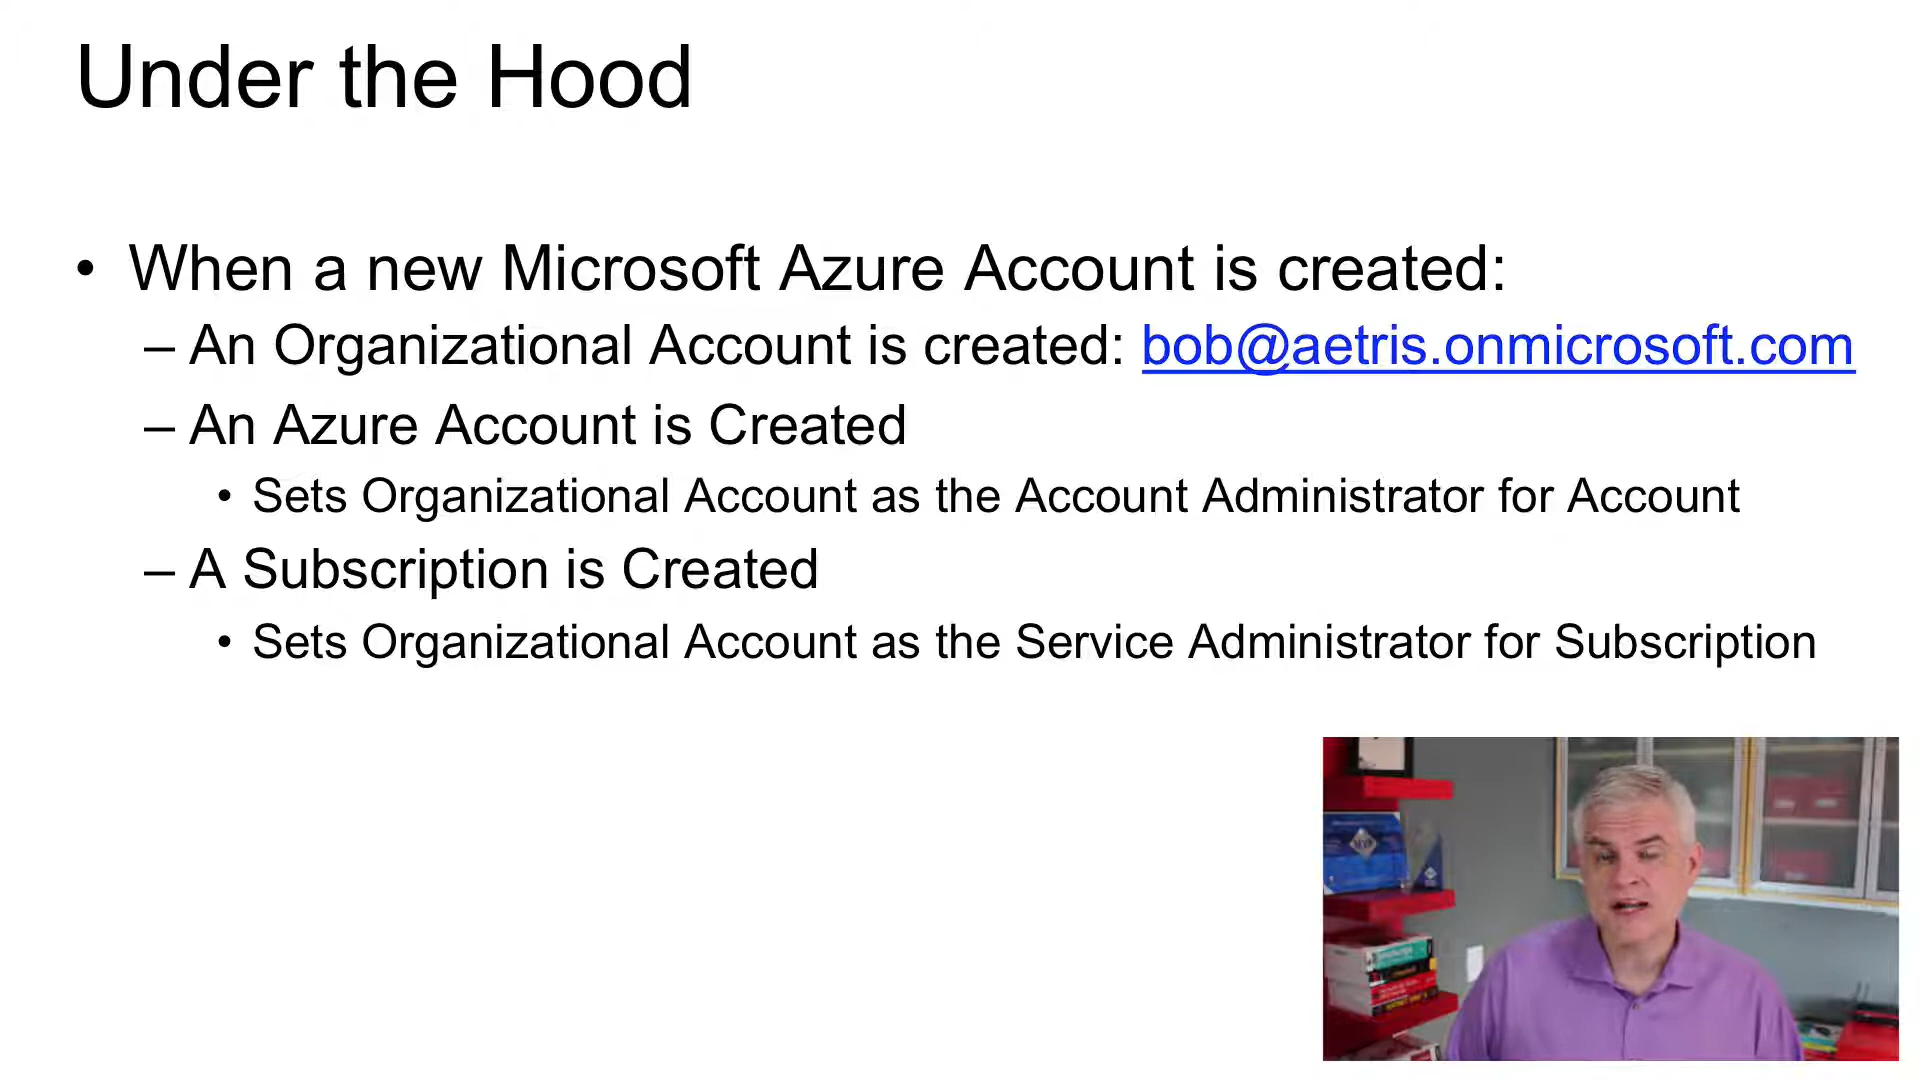 Under the Hood
• When a new Microsoft Azure Account is created:
– An Organizational Account is created: bob@aetris.onmicrosoft.com
– An Azure Account is Created
• Sets Organizational Account as the Account Administrator for Account
– A Subscription is Created
• Sets Organizational Account as the Service Administrator for Subscription